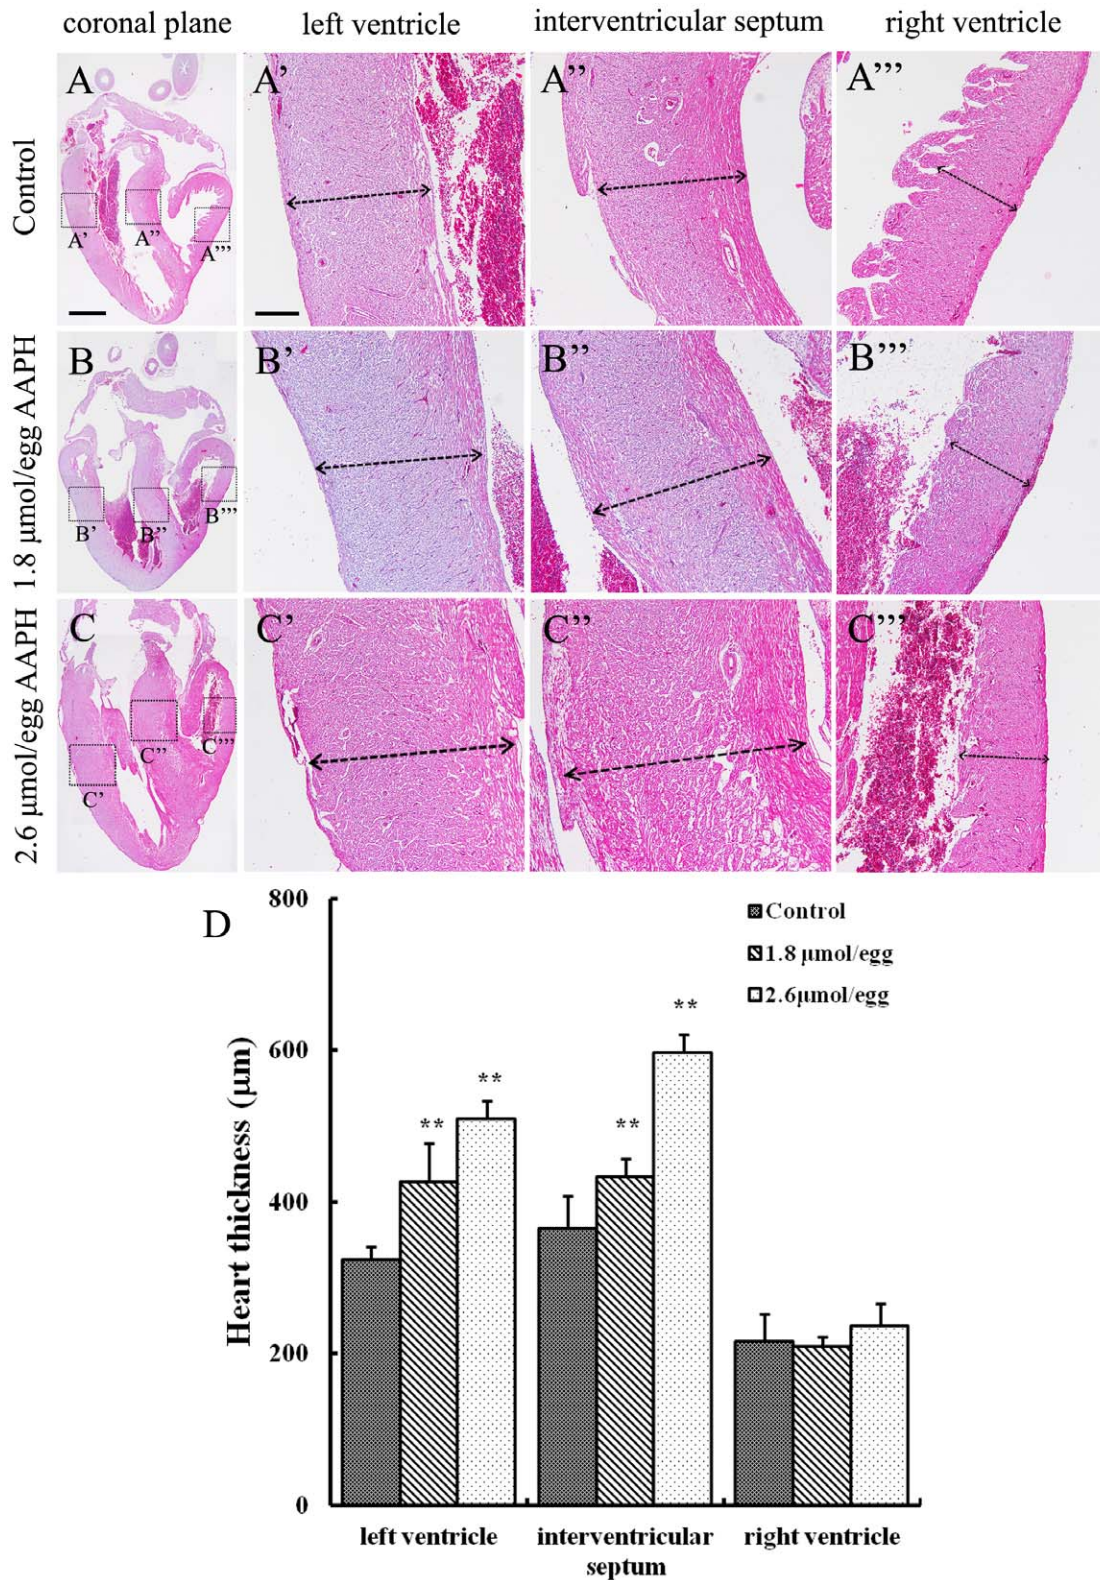 coronal plane left ventricle interventricular septum right ventricle
Control
A A' A'' A'''
A' A'' A'''
1.8 μmol/egg AAPH
B B' B'' B'''
B' B'' B'''
2.6 μmol/egg AAPH
C C' C'' C'''
C' C'' C'''
D
Heart thickness (μm)
800
600
400
200
0
Control
1.8 μmol/egg
2.6μmol/egg
** ** ** **
left ventricle interventricular septum right ventricle